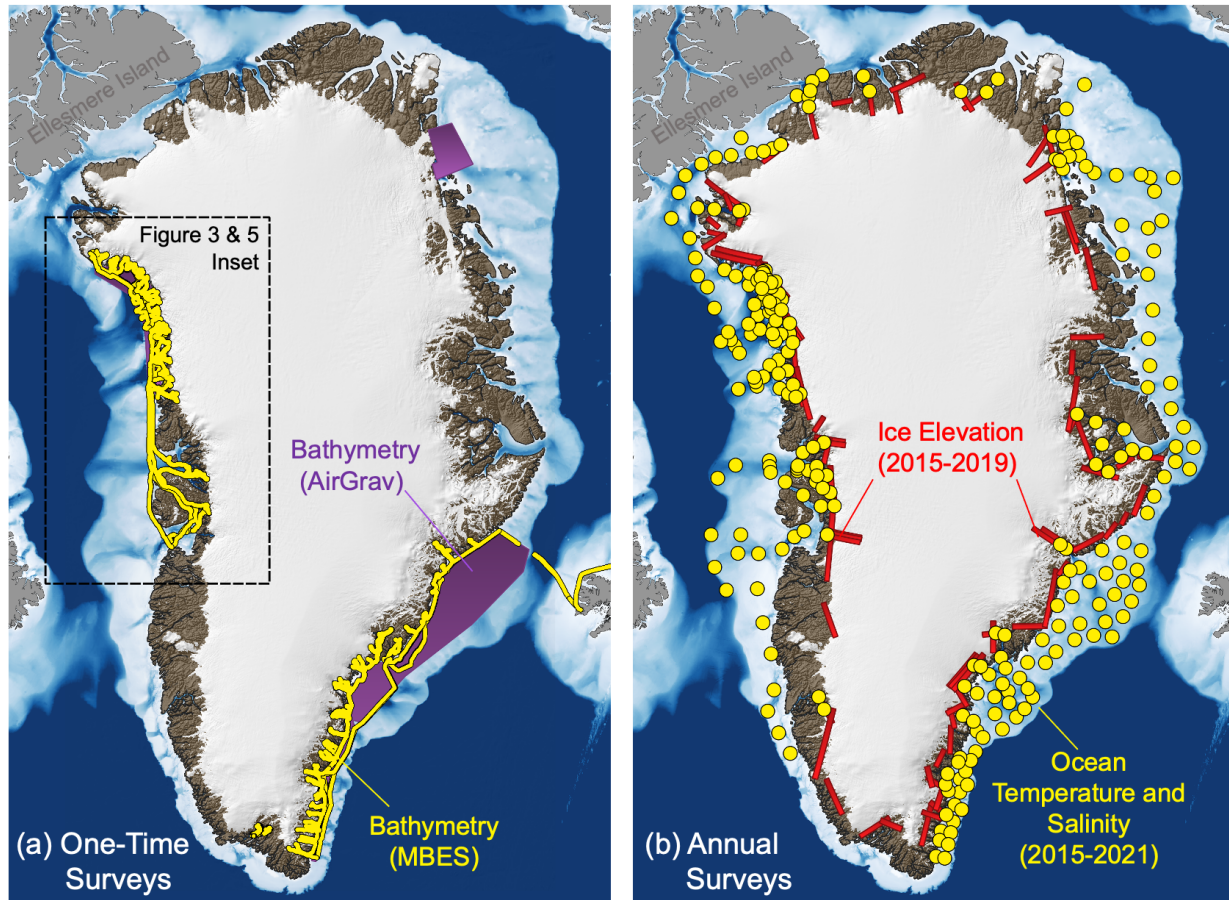 Ellesmere Island
Figure 3 & 5
Inset
Bathymetry
(AirGrav)
Bathymetry
(MBES)
(a) One-Time
Surveys
Ellesmere Island
Ice Elevation
(2015-2019)
Ocean
Temperature and
Salinity
(2015-2021)
(b) Annual
Surveys